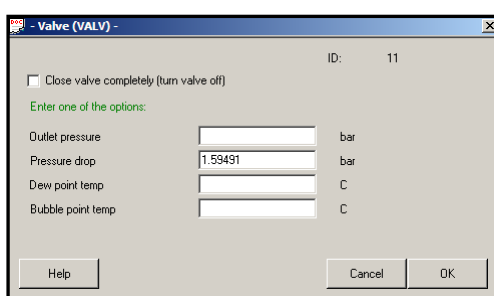 - Valve (VALV) -
ID: 11
Close valve completely (turn valve off)
Enter one of the options:
Outlet pressure bar
Pressure drop 1.59491 bar
Dew point temp C
Bubble point temp C
Help Cancel OK